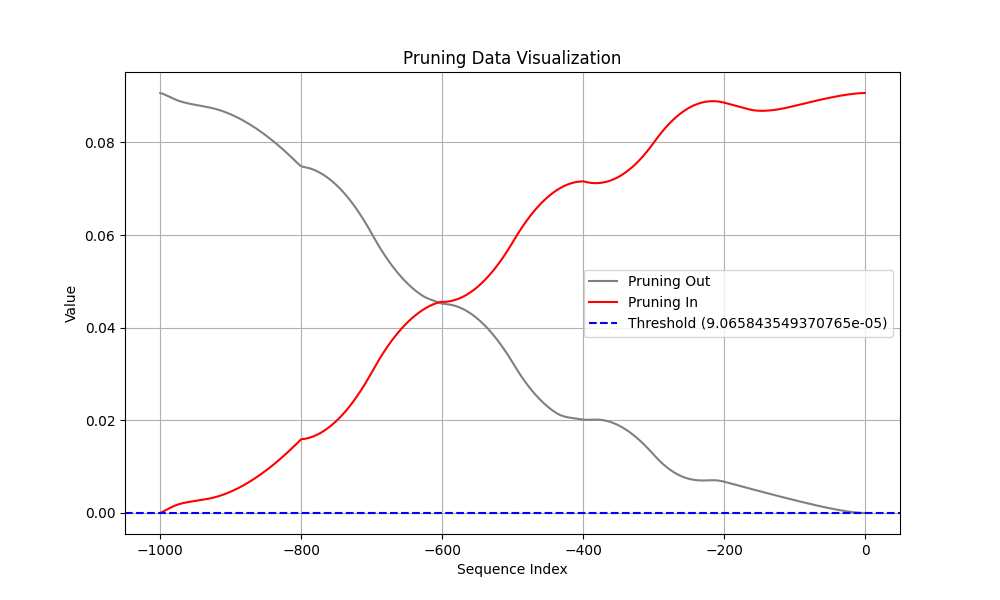 Pruning Data Visualization
Value
0.08
0.06
0.04
0.02
0.00
Pruning Out
Pruning In
Threshold (9.065843549370765e-05)
−1000
−800
−600
−400
−200
0
Sequence Index